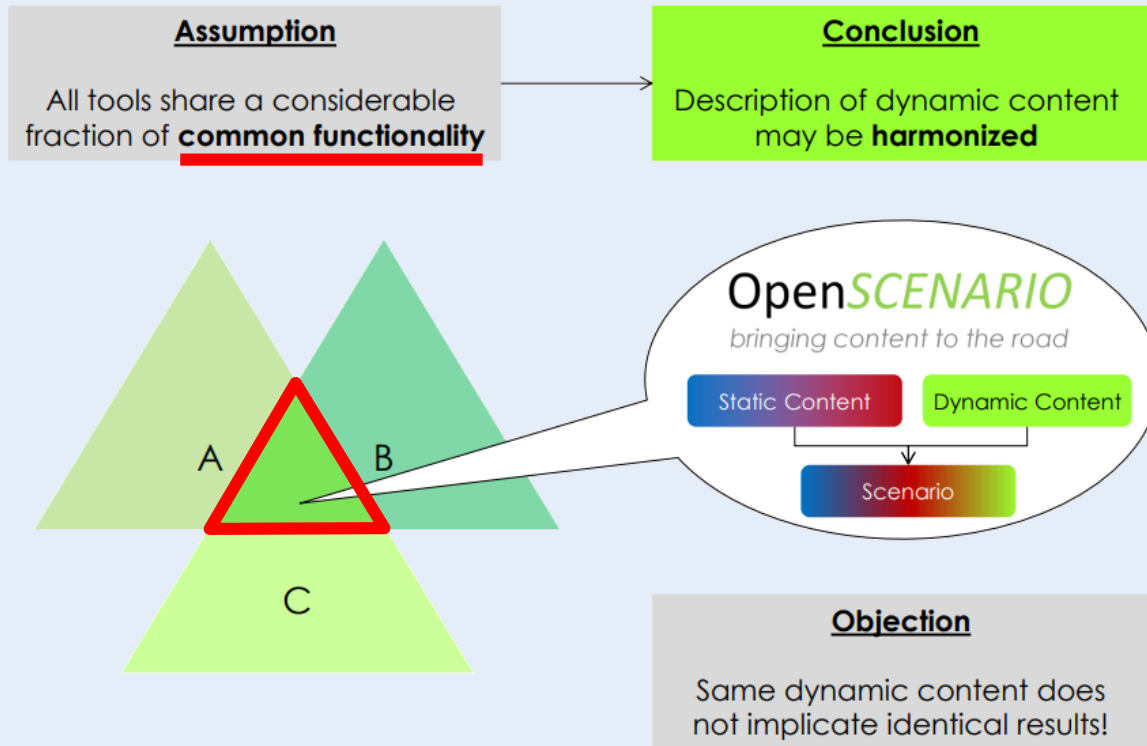 Assumption
All tools share a considerable
fraction of common functionality
Conclusion
Description of dynamic content
may be harmonized
A
B
C
OpenSCENARIO
bringing content to the road
Static Content
Dynamic Content
Scenario
Objection
Same dynamic content does
not implicate identical results!